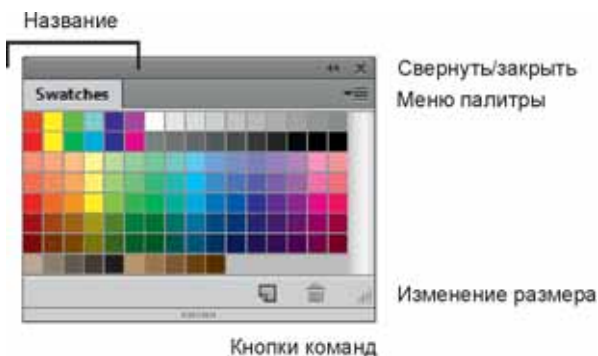 Название
Свернуть/закрыть
Swatches
Меню палитры
Изменение размера
Кнопки команд